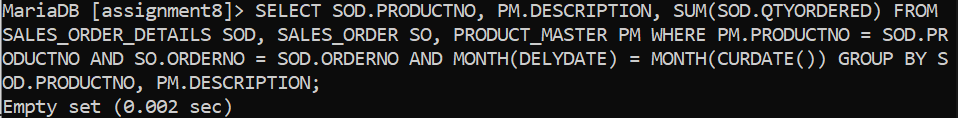 MariaDB [assignment8]> SELECT SOD.PRODUCTNO, PM.DESCRIPTION, SUM(SOD.QTYORDERED) FROM
SALES_ORDER_DETAILS SOD, SALES_ORDER SO, PRODUCT_MASTER PM WHERE PM.PRODUCTNO = SOD.PR
ODUCTNO AND SO.ORDERNO = SOD.ORDERNO AND MONTH(DELYDATE) = MONTH(CURDATE()) GROUP BY S
OD.PRODUCTNO, PM.DESCRIPTION;
Empty set (0.002 sec)